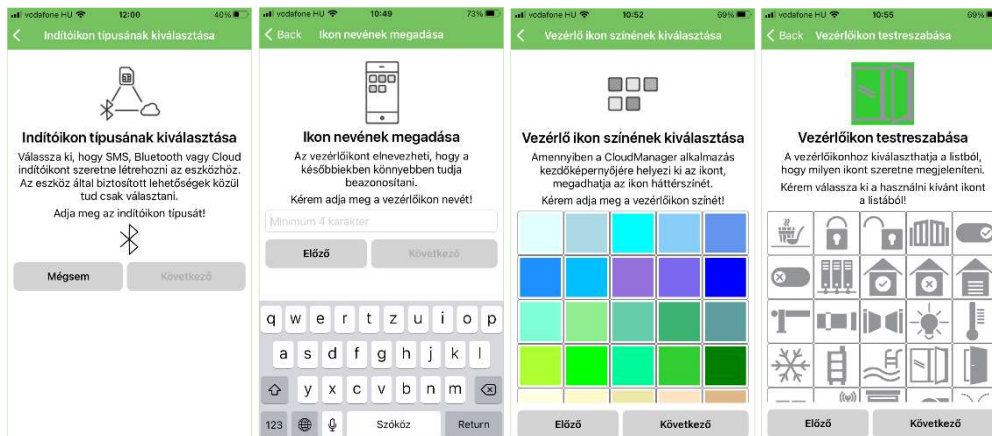 vodafone HU 12:00 40%
Indítóikon típusának kiválasztása
Indítóikon típusának kiválasztása
Válassza ki, hogy SMS, Bluetooth vagy Cloud
indítóikont szeretne létrehozni az eszközhöz.
Az eszköz által biztosított lehetőségek közül
tud csak választani.
Adja meg az indítóikon típusát!
Mégsem Következő
vodafone HU 10:49 73%
Back Ikon nevének megadása
Ikon nevének megadása
Az vezérlőikont elnevezheti, hogy a
későbbiekben könnyebben tudja
beazonosítani.
Kérem adja meg a vezérlőikon nevét!
Minimum 4 karakter
Előző Következő
q w e r t z u i o p
a s d f g h j k l
y x c v b n m
123 Szóköz Return
vodafone HU 10:52 69%
Vezérlő ikon színének kiválasztása
Vezérlő ikon színének kiválasztása
Amennyiben a CloudManager alkalmazás
kezdőképernyőjére helyezi ki az ikont,
megadhatja az ikon háttérszínét.
Kérem adja meg a vezérlőikon színét!
Előző Következő
vodafone HU 10:55 69%
Back Vezérlőikon testreszabása
Vezérlőikon testreszabása
A vezérlőikonhoz kiválaszthatja a listból,
hogy milyen ikont szeretne megjeleníteni.
Kérem válassza ki a használni kívánt ikont
a listából!
Előző Következő